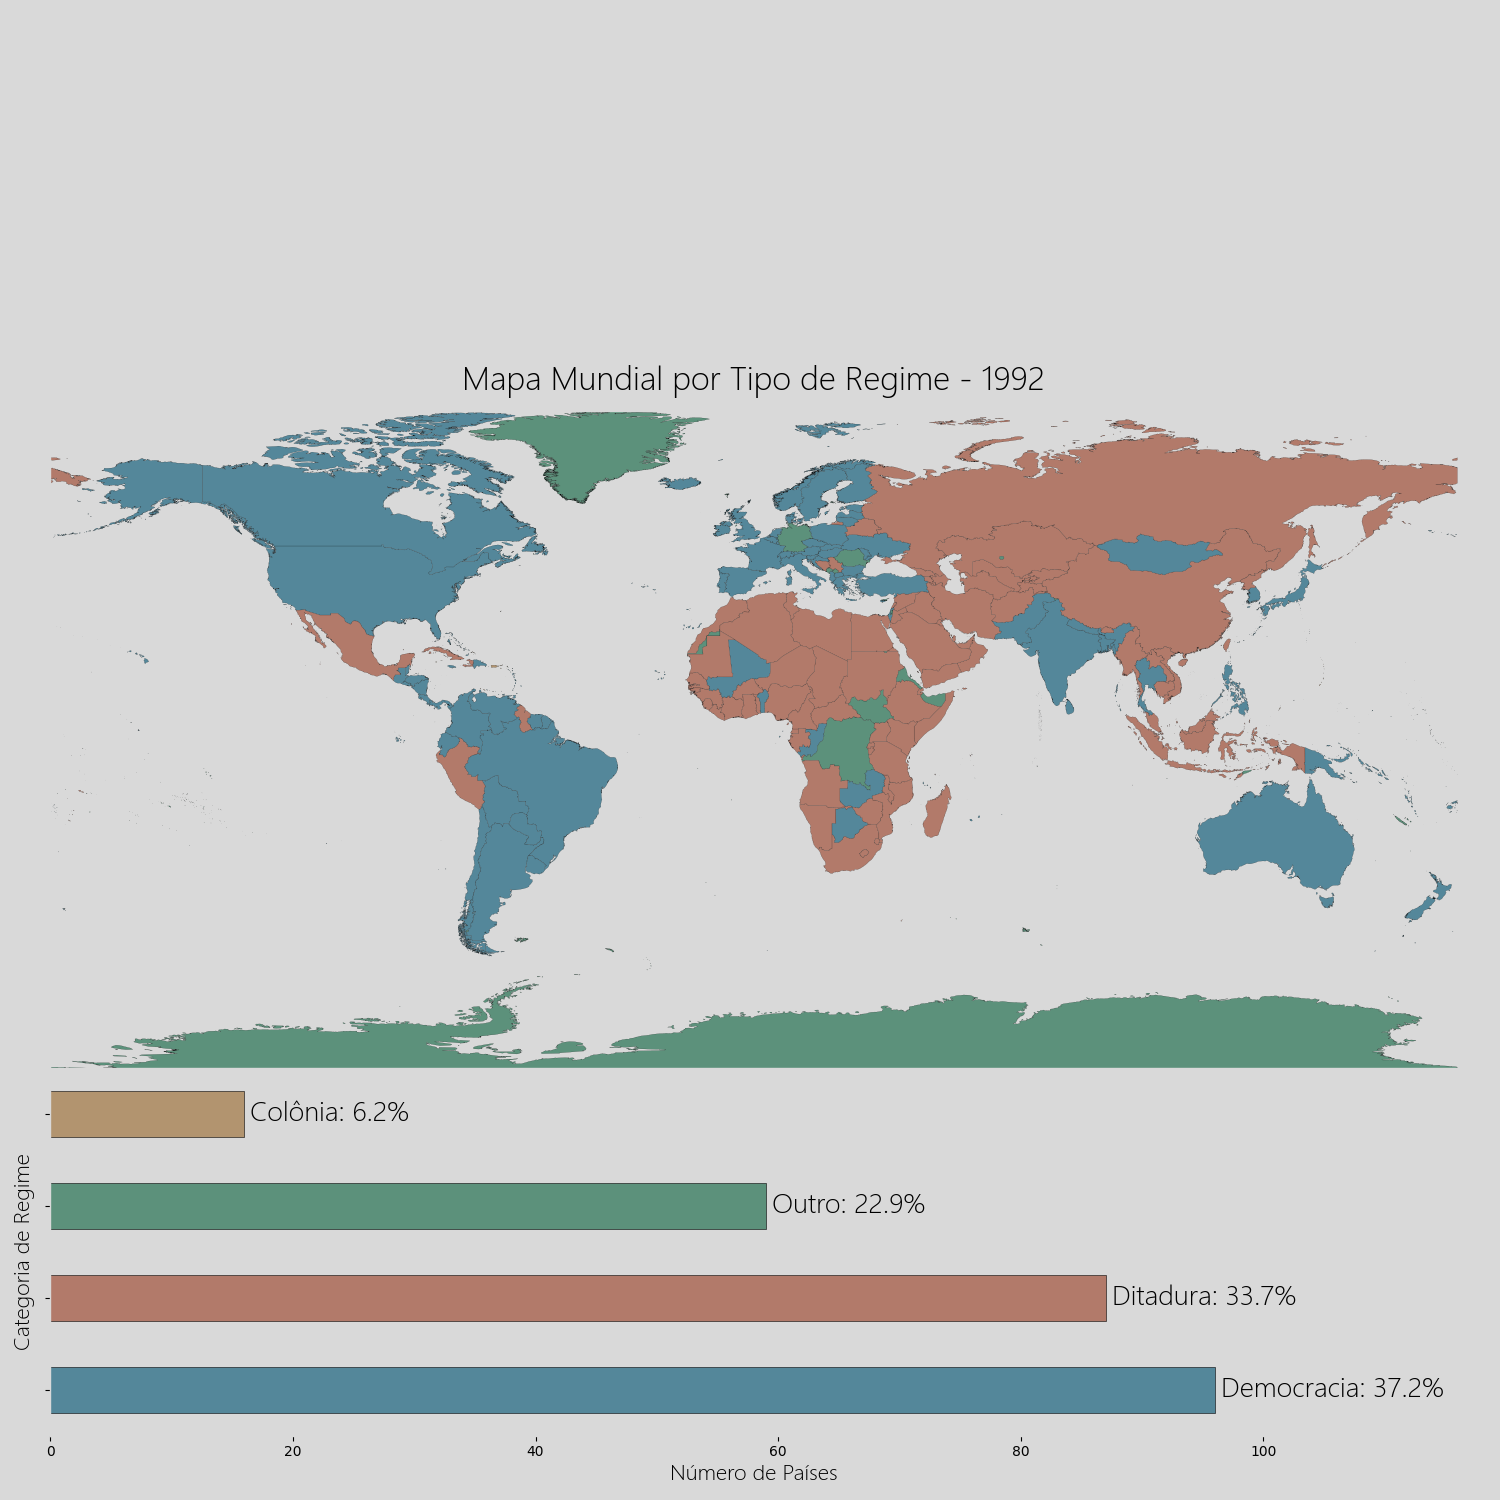 Mapa Mundial por Tipo de Regime - 1992
Colônia: 6.2%
Outro: 22.9%
Ditadura: 33.7%
Democracia: 37.2%
Categoria de Regime
0 20 40 60 80 100
Número de Países